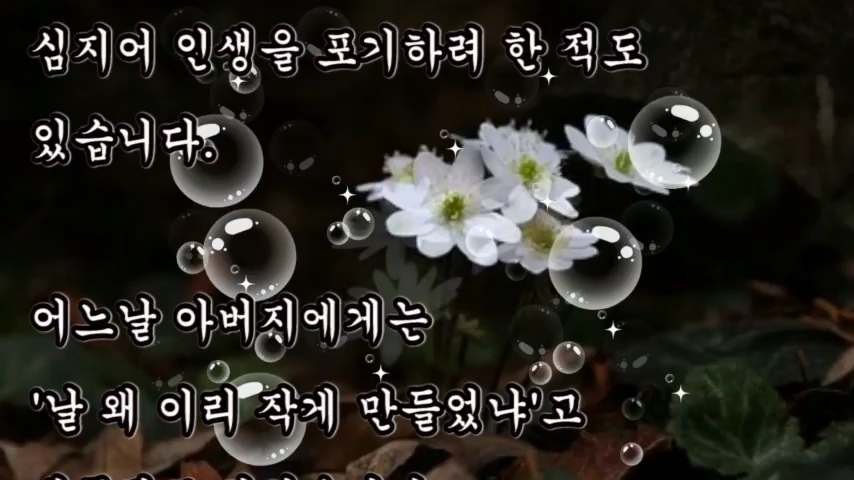 심지어 인생을 포기하려 한 적도
있습니다.
어느날 아버지에게는
'날 왜 이리 작게 만들었냐'고